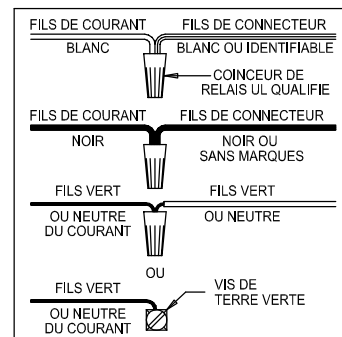 FILS DE COURANT FILS DE CONNECTEUR
BLANC BLANC OU IDENTIFIABLE
COINCEUR DE
RELAIS UL QUALIFIE
FILS DE COURANT FILS DE CONNECTEUR
NOIR NOIR OU
SANS MARQUES
FILS VERT FILS VERT
OU NEUTRE OU NEUTRE
DU COURANT
OU
FILS VERT VIS DE
TERRE VERTE
OU NEUTRE
DU COURANT